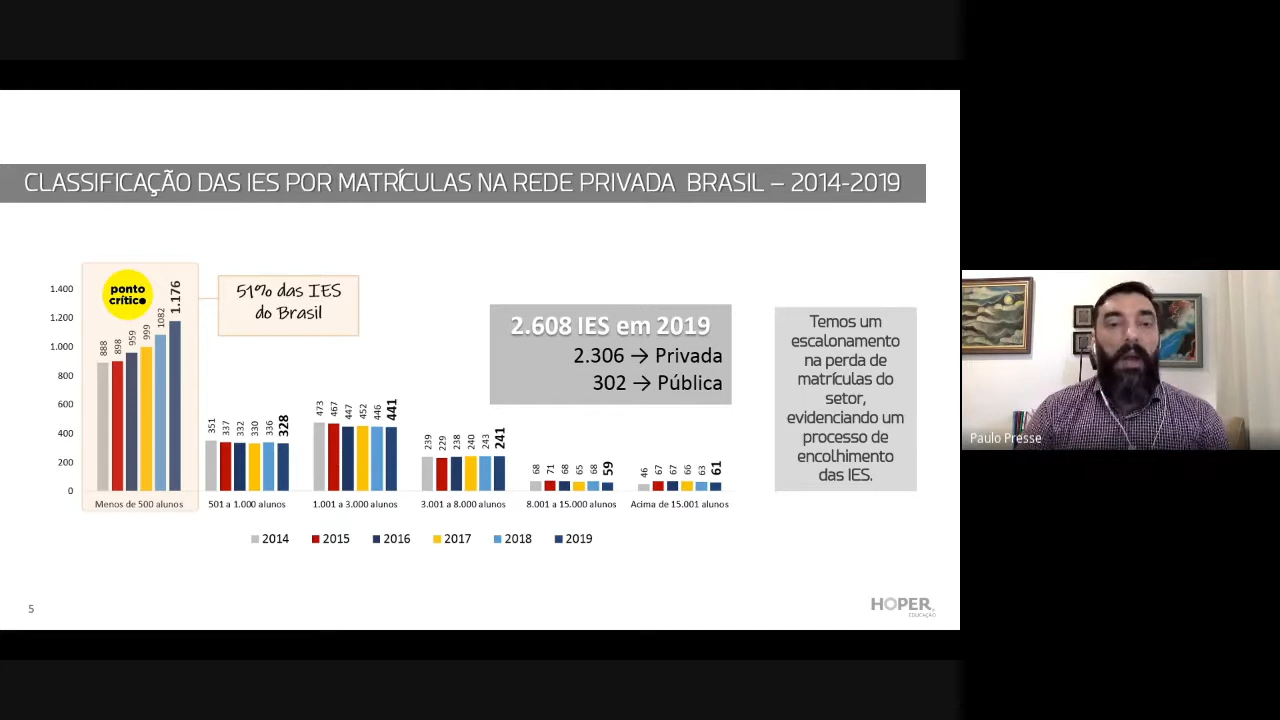 CLASSIFICAÇÃO DAS IES POR MATRÍCULAS NA REDE PRIVADA BRASIL – 2014-2019
ponto
crítico
51% das IES
do Brasil
1.400
1.200
1.000
800
600
400
200
0
888
898
959
999
1082
1.176
351
337
332
330
336
328
473
467
447
452
446
441
239
229
238
240
243
241
68
71
68
65
68
59
46
67
67
66
63
61
Menos de 500 alunos
501 a 1.000 alunos
1.001 a 3.000 alunos
3.001 a 8.000 alunos
8.001 a 15.000 alunos
Acima de 15.001 alunos
2014
2015
2016
2017
2018
2019
2.608 IES em 2019
2.306 → Privada
302 → Pública
Temos um
escalonamento
na perda de
matrículas do
setor,
evidenciando um
processo de
encolhimento
das IES.
5
HOPER
EDUCAÇÃO
Paulo Presse